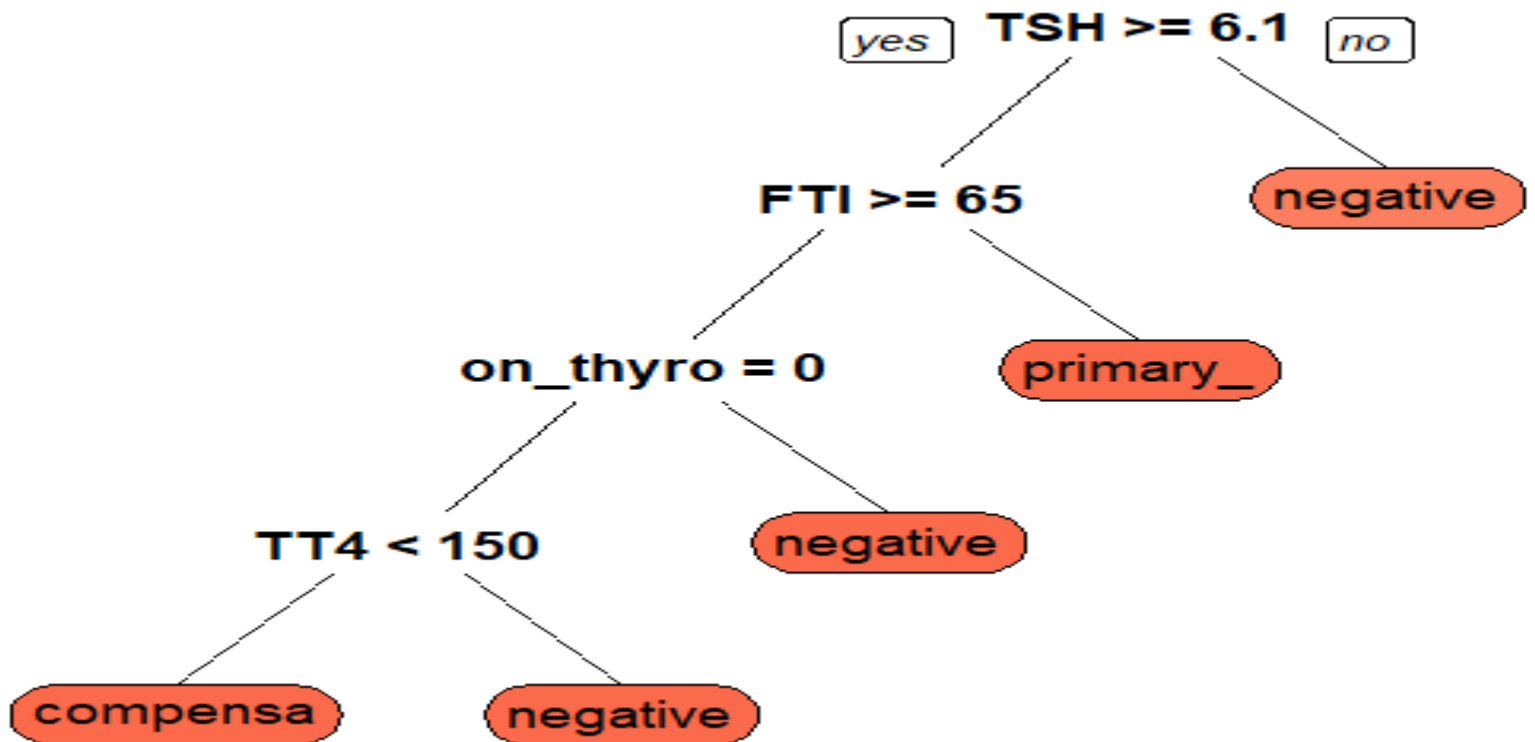 yes TSH >= 6.1 no
FTI >= 65 negative
on_thyro = 0 primary_
TT4 < 150 negative
compensa negative